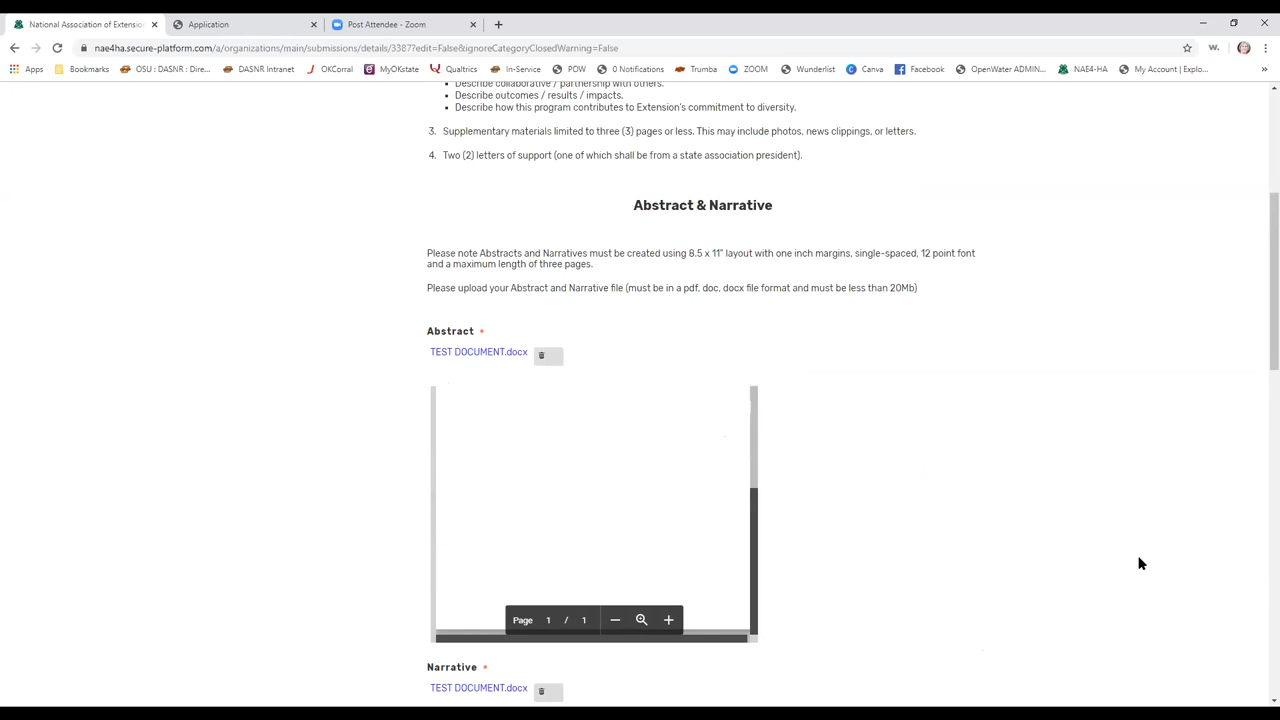 National Association of Extension
Application
Post Attendee - Zoom
nae4ha.secure-platform.com/a/organizations/main/submissions/details/3387?edit=False&ignoreCategoryClosedWarning=False
Apps
Bookmarks
OSU : DASNR : Dire...
DASNR Intranet
OKCorral
MyOKstate
Qualtrics
In-Service
POW
0 Notifications
Trumba
ZOOM
Wunderlist
Canva
Facebook
OpenWater ADMIN...
NAE4-HA
My Account | Explo...
• Describe collaborative / partnership with others.
• Describe outcomes / results / impacts.
• Describe how this program contributes to Extension's commitment to diversity.
3. Supplementary materials limited to three (3) pages or less. This may include photos, news clippings, or letters.
4. Two (2) letters of support (one of which shall be from a state association president).
Abstract & Narrative
Please note Abstracts and Narratives must be created using 8.5 x 11" layout with one inch margins, single-spaced, 12 point font
and a maximum length of three pages.
Please upload your Abstract and Narrative file (must be in a pdf, doc, docx file format and must be less than 20Mb)
Abstract *
TEST DOCUMENT.docx
Page 1 / 1
Narrative *
TEST DOCUMENT.docx